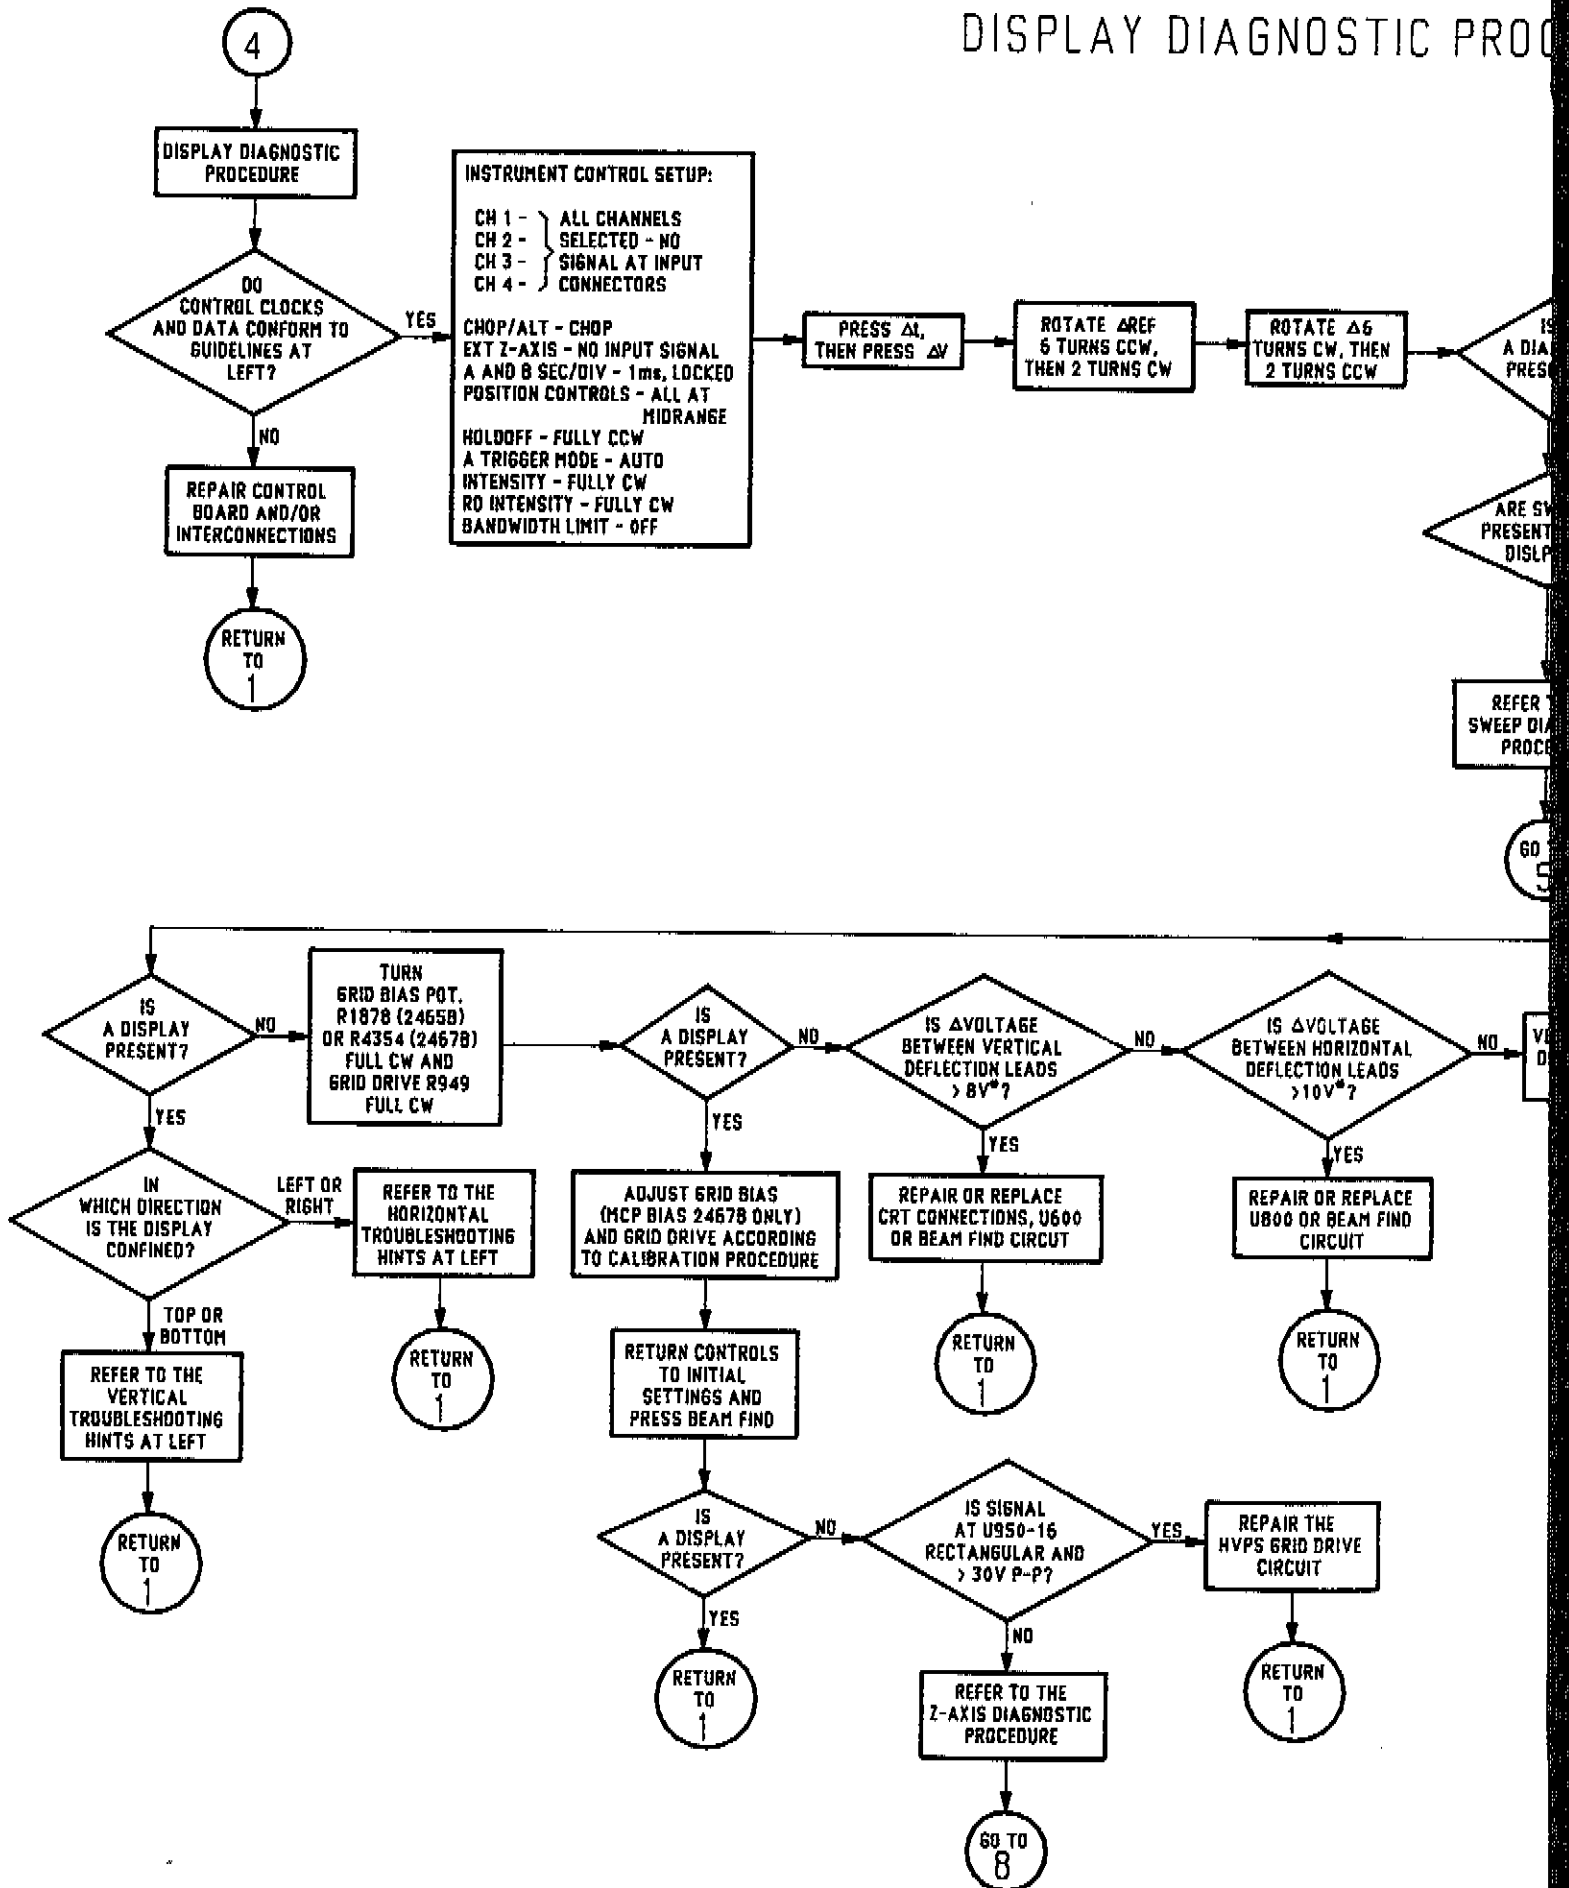 DISPLAY DIAGNOSTIC
4
DISPLAY DIAGNOSTIC
PROCEDURE
DO
CONTROL CLOCKS
AND DATA CONFORM TO
GUIDELINES AT
LEFT?
YES
NO
REPAIR CONTROL
BOARD AND/OR
INTERCONNECTIONS
RETURN
TO
1
INSTRUMENT CONTROL SETUP:
CH 1 - ALL CHANNELS
CH 2 - SELECTED - NO
CH 3 - SIGNAL AT INPUT
CH 4 - CONNECTORS
CHOP/ALT - CHOP
EXT Z-AXIS - NO INPUT SIGNAL
A AND B SEC/DIV - 1ms, LOCKED
POSITION CONTROLS - ALL AT
MIDRANGE
HOLDOFF - FULLY CCW
A TRIGGER MODE - AUTO
INTENSITY - FULLY CW
RO INTENSITY - FULLY CW
BANDWIDTH LIMIT - OFF
PRESS Δt,
THEN PRESS ΔV
ROTATE ΔREF
6 TURNS CCW,
THEN 2 TURNS CW
ROTATE Δ6
TURNS CW, THEN
2 TURNS CCW
IS
A
ARE
PRESENT
REFER
SWEEP
GO
5
IS
A DISPLAY
PRESENT?
NO
YES
TURN
GRID BIAS POT,
R1878 (2465B)
OR R4354 (2467B)
FULL CW AND
GRID DRIVE R949
FULL CW
IS
A DISPLAY
PRESENT?
NO
YES
IS ΔVOLTAGE
BETWEEN VERTICAL
DEFLECTION LEADS
>8V*?
NO
YES
IS ΔVOLTAGE
BETWEEN HORIZONTAL
DEFLECTION LEADS
>10V*?
NO
YES
IN
WHICH DIRECTION
IS THE DISPLAY
CONFINED?
LEFT OR
RIGHT
REFER TO THE
HORIZONTAL
TROUBLESHOOTING
HINTS AT LEFT
RETURN
TO
1
TOP OR
BOTTOM
REFER TO THE
VERTICAL
TROUBLESHOOTING
HINTS AT LEFT
RETURN
TO
1
ADJUST GRID BIAS
(MCP BIAS 2467B ONLY)
AND GRID DRIVE ACCORDING
TO CALIBRATION PROCEDURE
RETURN CONTROLS
TO INITIAL
SETTINGS AND
PRESS BEAM FIND
REPAIR OR REPLACE
CRT CONNECTIONS, U600
OR BEAM FIND CIRCUT
RETURN
TO
1
REPAIR OR REPLACE
U800 OR BEAM FIND
CIRCUIT
RETURN
TO
1
IS
A DISPLAY
PRESENT?
NO
YES
RETURN
TO
1
IS SIGNAL
AT U950-16
RECTANGULAR AND
> 30V P-P?
YES
NO
REPAIR THE
HVPS GRID DRIVE
CIRCUIT
RETURN
TO
1
REFER TO THE
Z-AXIS DIAGNOSTIC
PROCEDURE
GO TO
8